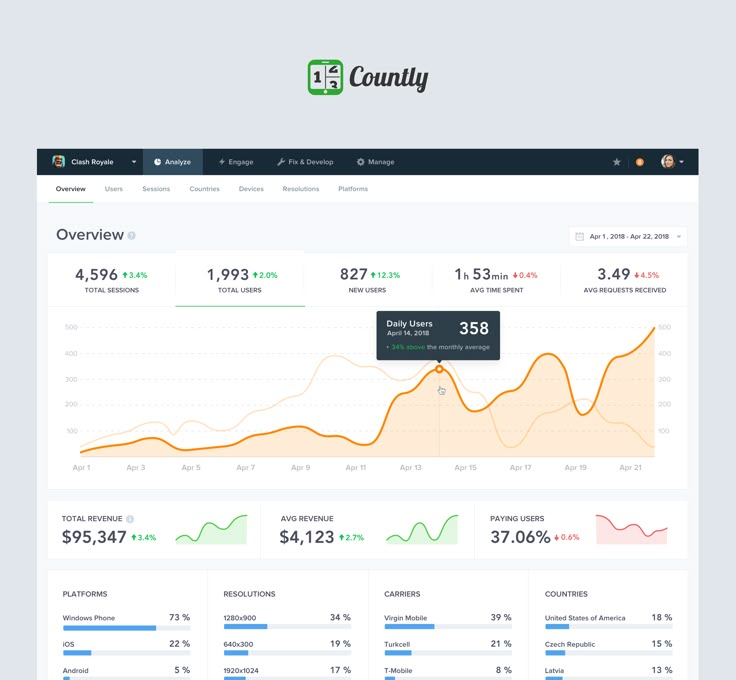 1 2 3 Countly
Clash Royale Analyze Engage Fix & Develop Manage
Overview Users Sessions Countries Devices Resolutions Platforms
Overview ?
Apr 1, 2018 - Apr 22, 2018
4,596 3.4% 1,993 2.0% 827 12.3% 1h 53min 0.4% 3.49 4.5%
TOTAL SESSIONS TOTAL USERS NEW USERS AVG TIME SPENT AVG REQUESTS RECEIVED
Daily Users 358
April 14, 2018
• 34% above the monthly average
500 500
400 400
300 300
200 200
100 100
Apr 1 Apr 3 Apr 5 Apr 7 Apr 9 Apr 11 Apr 13 Apr 15 Apr 17 Apr 19 Apr 21
TOTAL REVENUE i AVG REVENUE PAYING USERS
$95,347 3.4% $4,123 2.7% 37.06% 0.6%
PLATFORMS RESOLUTIONS CARRIERS COUNTRIES
Windows Phone 73 % 1280x900 34 % Virgin Mobile 39 % United States of America 18 %
iOS 22 % 640x300 19 % Turkcell 21 % Czech Republic 15 %
Android 5 % 1920x1024 17 % T-Mobile 8 % Latvia 13 %